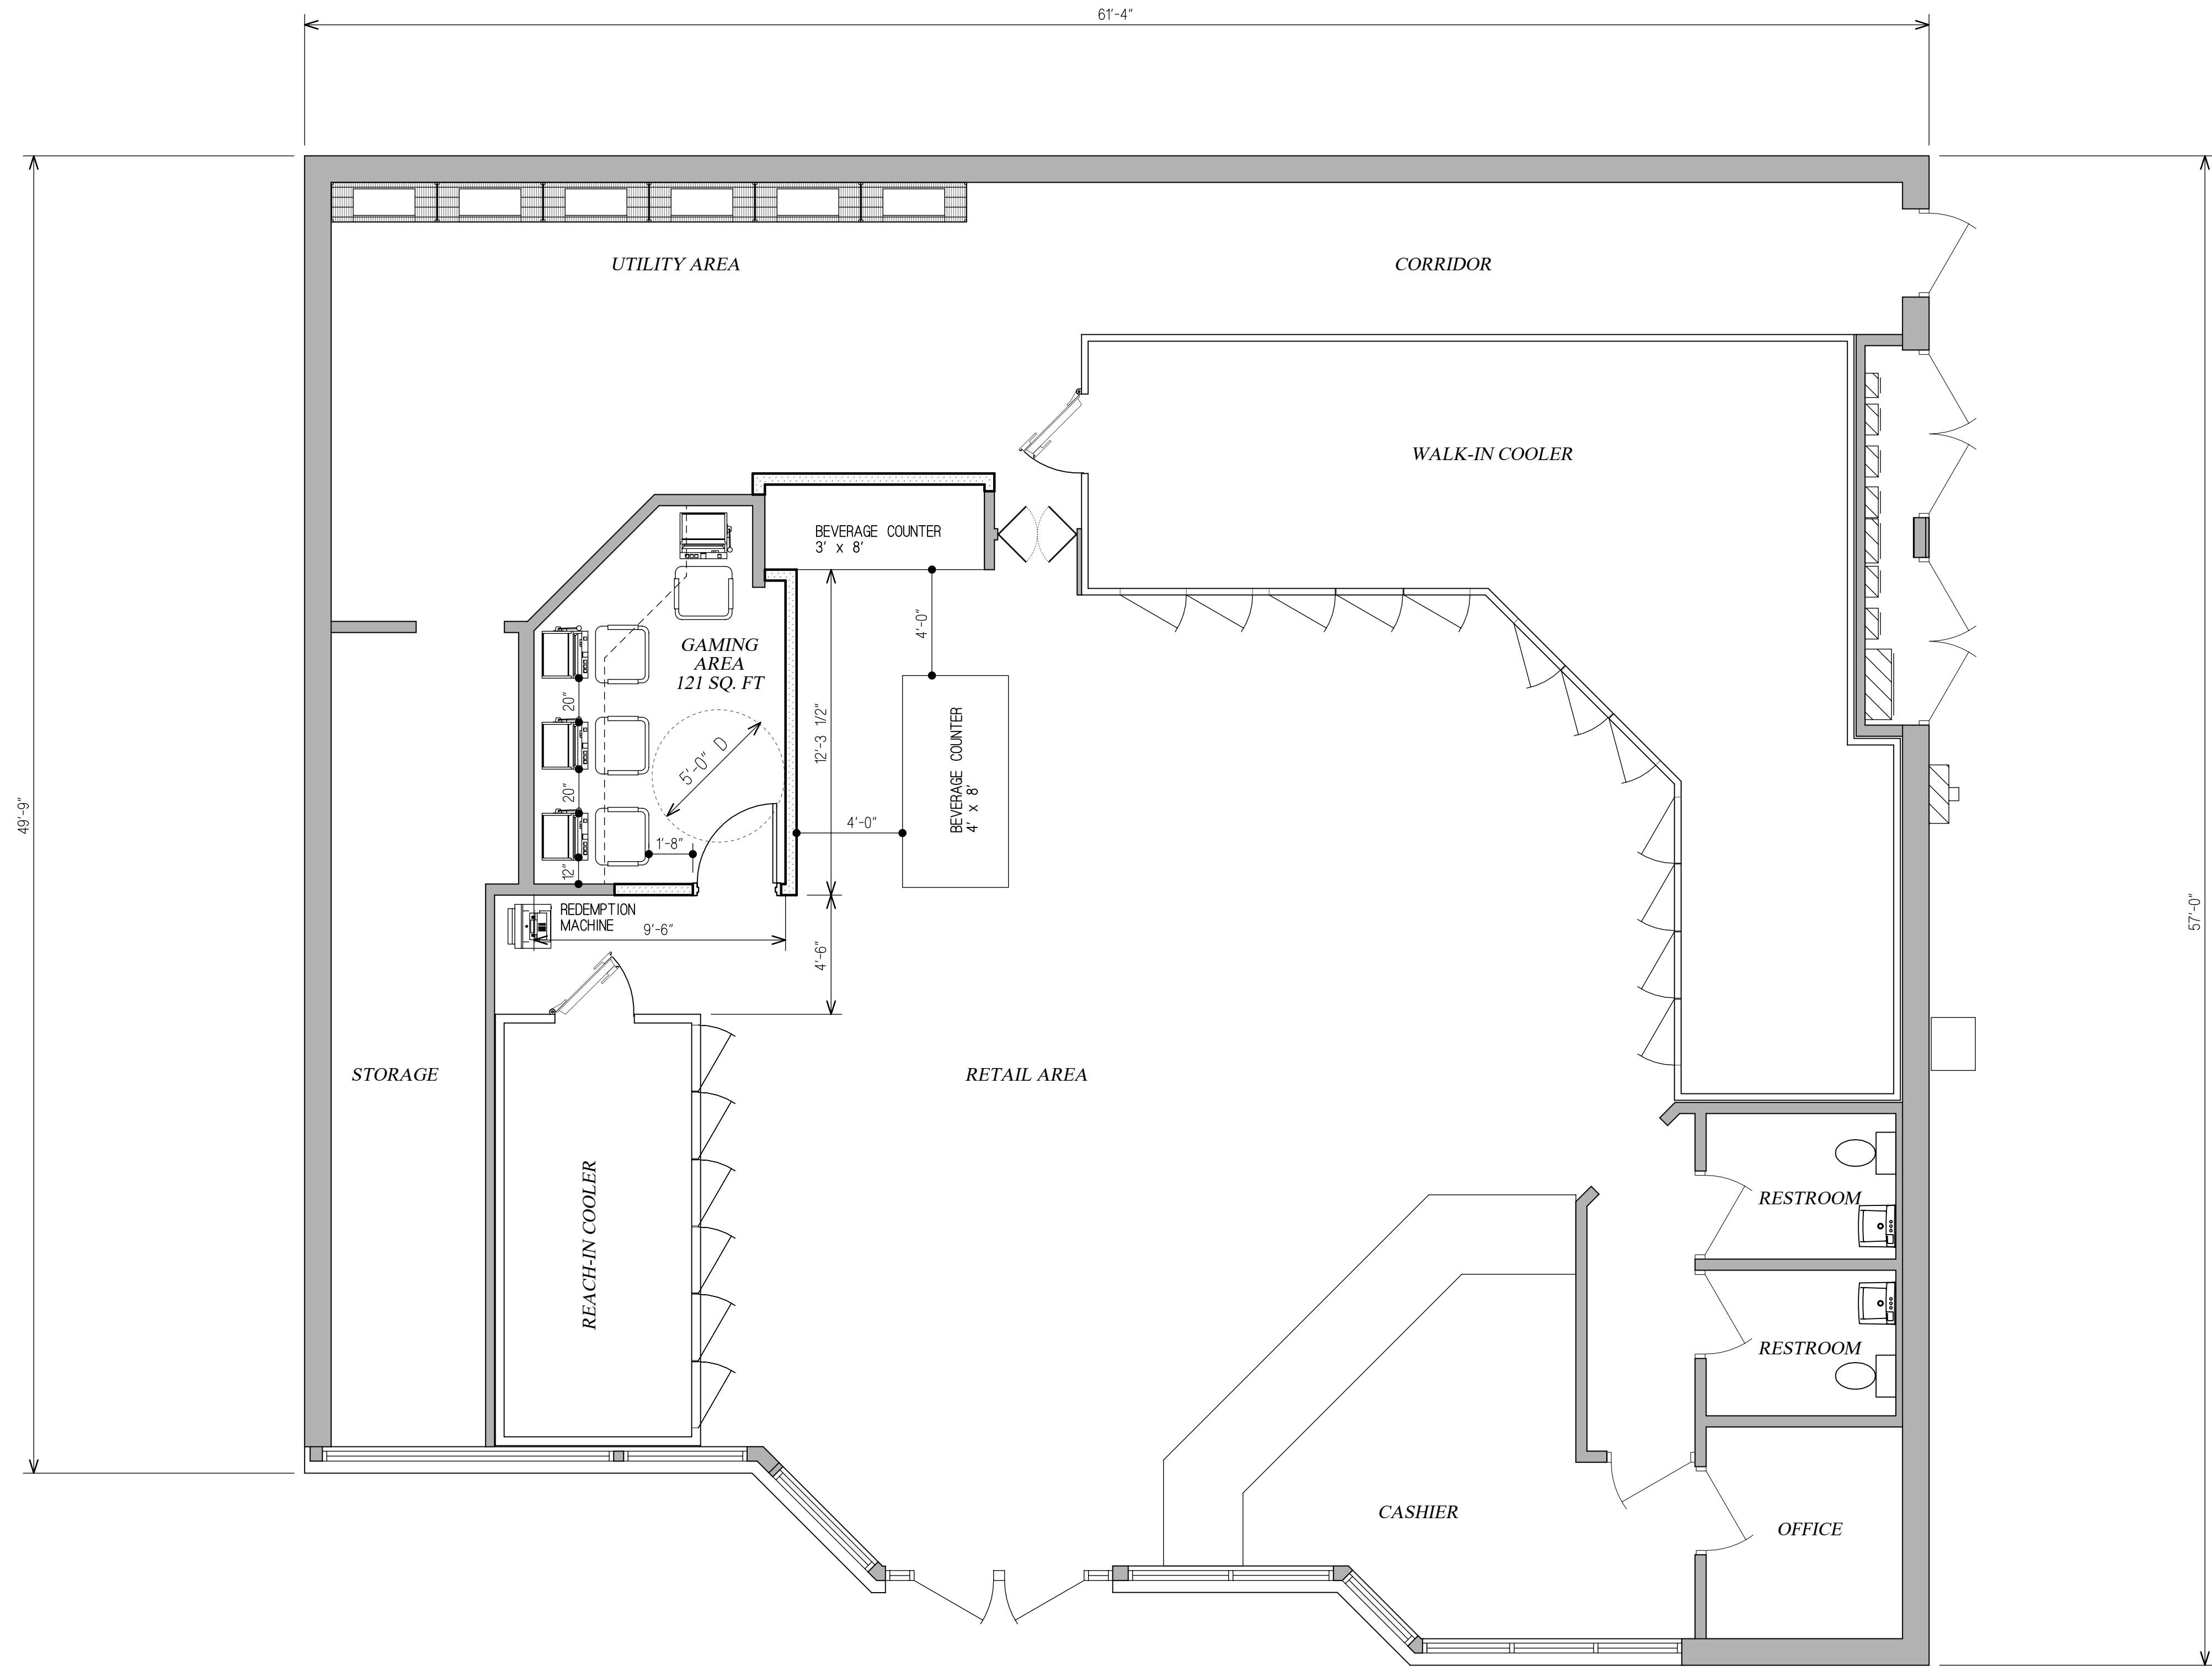 61'-4"
UTILITY AREA
CORRIDOR
WALK-IN COOLER
BEVERAGE COUNTER
3' x 8'
4'-0"
GAMING
AREA
121 SQ. FT
20"
12'-3 1/2"
BEVERAGE COUNTER
4' x 8'
5'-0" D
20"
49'-9"
4'-0"
1'-8"
12"
REDEMPTION
MACHINE
9'-6"
4'-6"
57'-0"
STORAGE
RETAIL AREA
REACH-IN COOLER
RESTROOM
RESTROOM
CASHIER
OFFICE